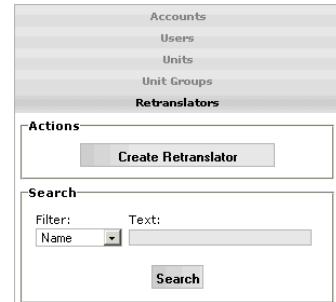 Accounts
Users
Units
Unit Groups
Retranslators
Actions
Create Retranslator
Search
Filter: Text:
Name
Search